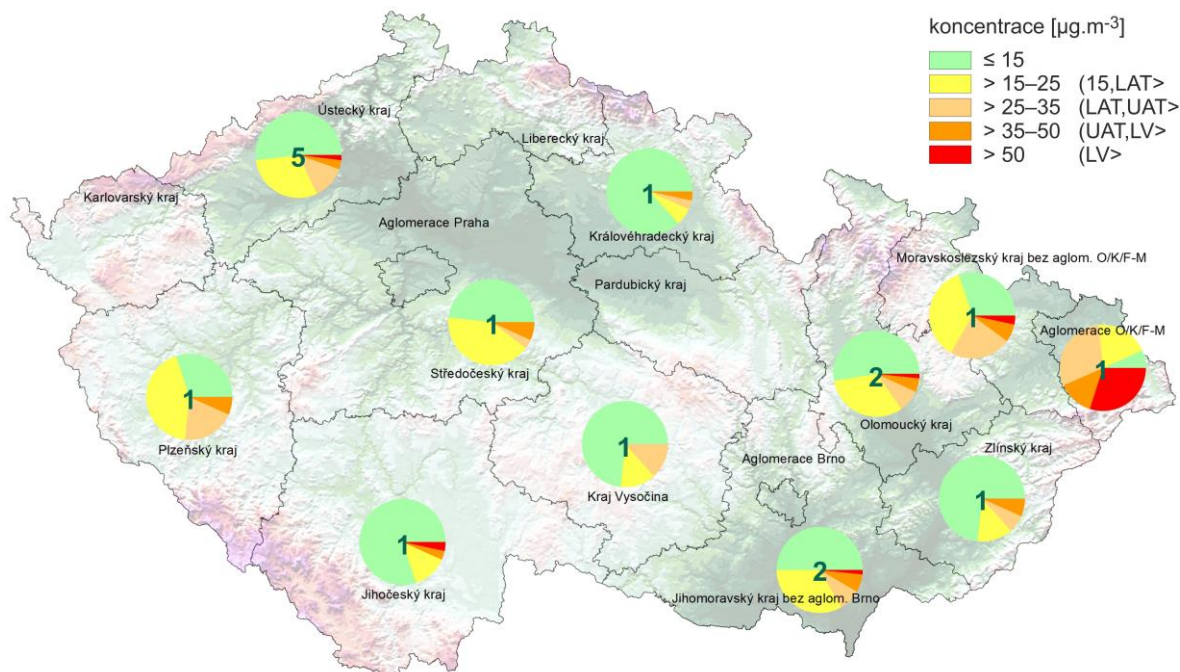 koncentrace [µg.m-3]
≤ 15
> 15–25 (15,LAT>
> 25–35 (LAT,UAT>
> 35–50 (UAT,LV>
> 50 (LV>
Ústecký kraj
5
Liberecký kraj
Karlovarský kraj
1
Královéhradecký kraj
Aglomerace Praha
Moravskoslezský kraj bez aglom. O/K/F-M
Pardubický kraj
1
1
Aglomerace O/K/F-M
1
Středočeský kraj
2
Olomoucký kraj
1
Plzeňský kraj
1
Kraj Vysočina
Aglomerace Brno
Zlínský kraj
1
1
Jihočeský kraj
2
Jihomoravský kraj bez aglom. Brno